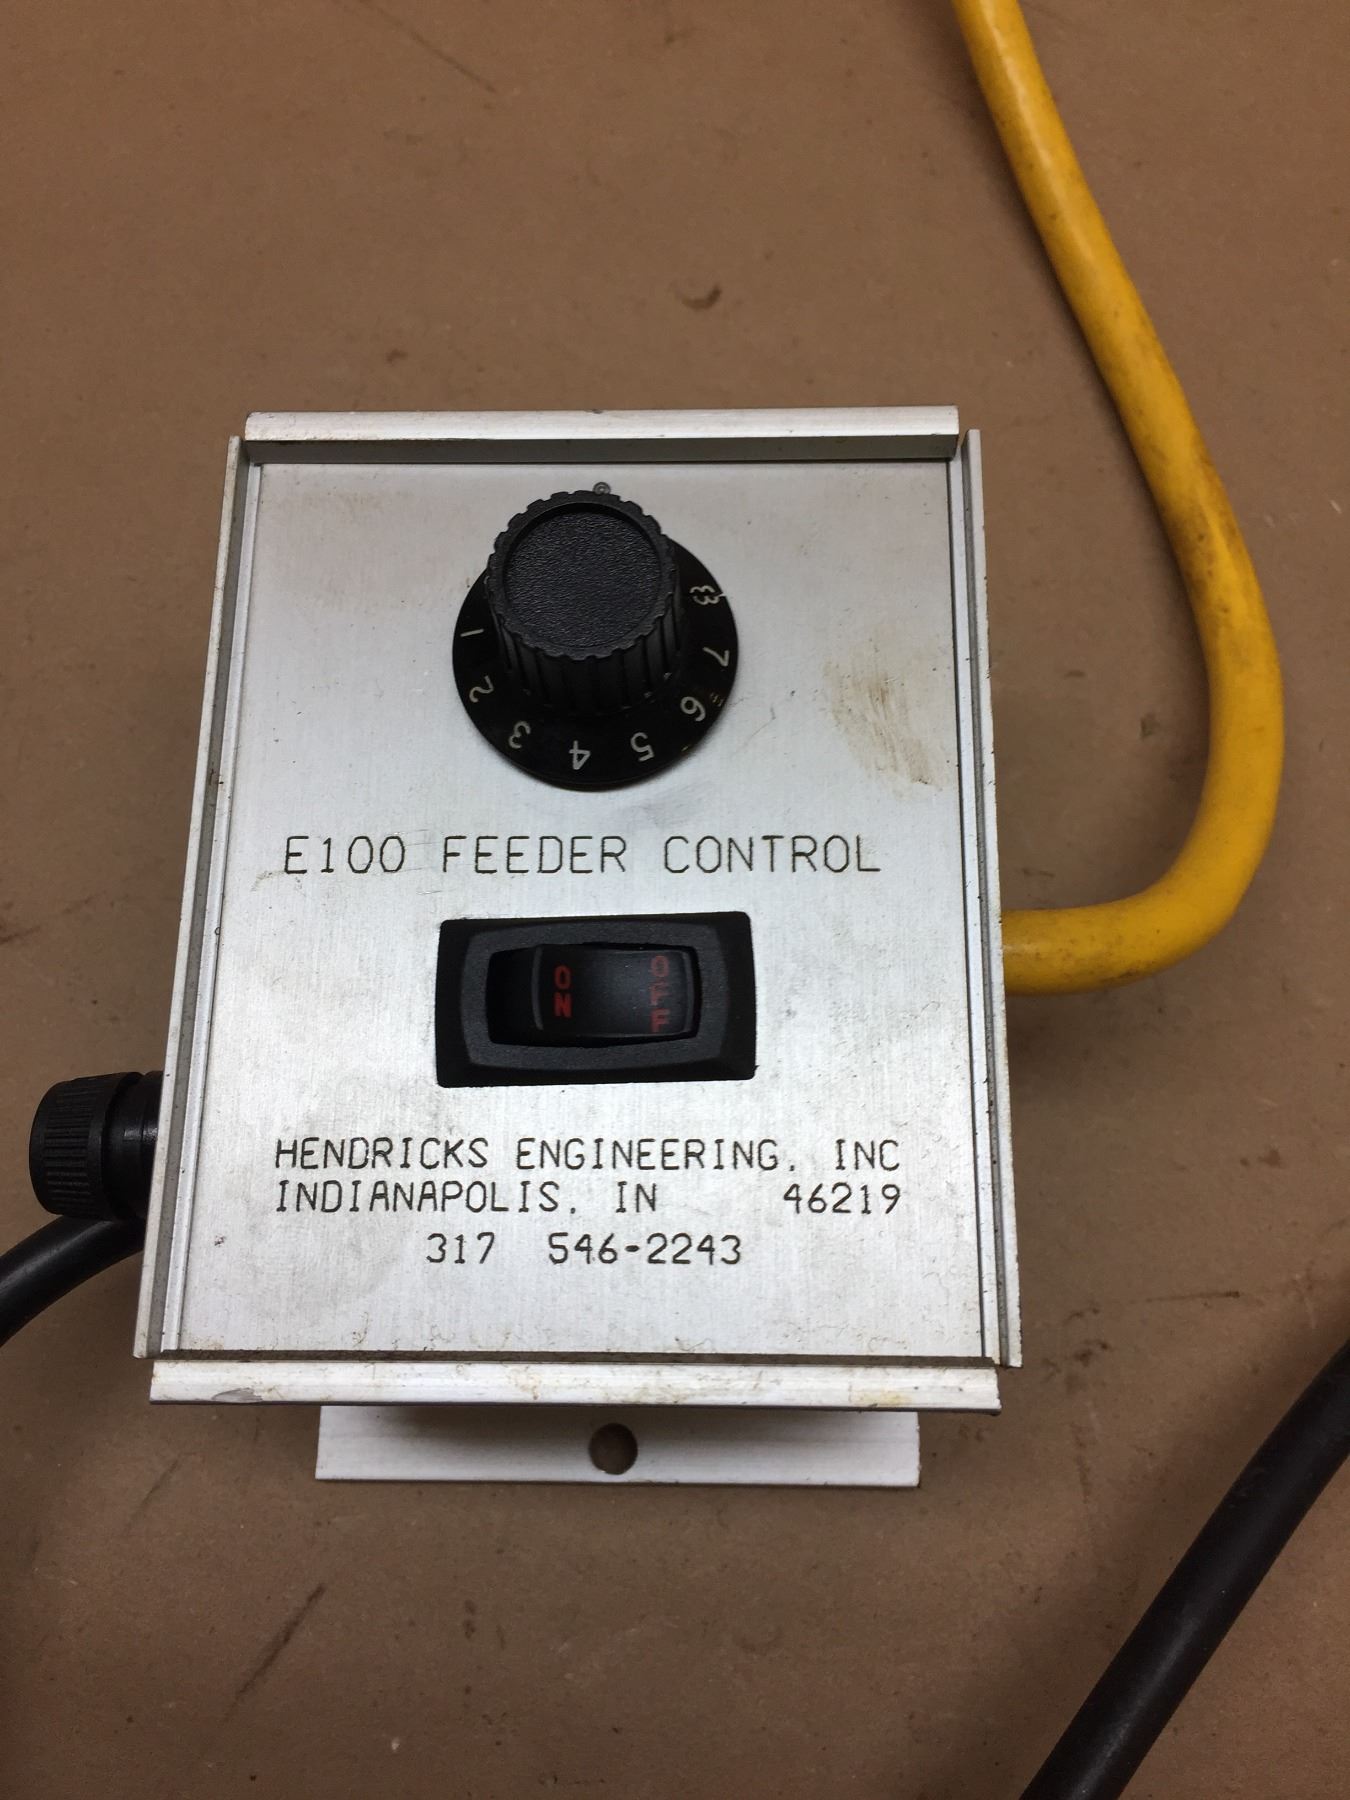 1
2
3
4
5
6
7
8
E100 FEEDER CONTROL
ON
OFF
HENDRICKS ENGINEERING, INC
INDIANAPOLIS, IN 46219
317 546-2243